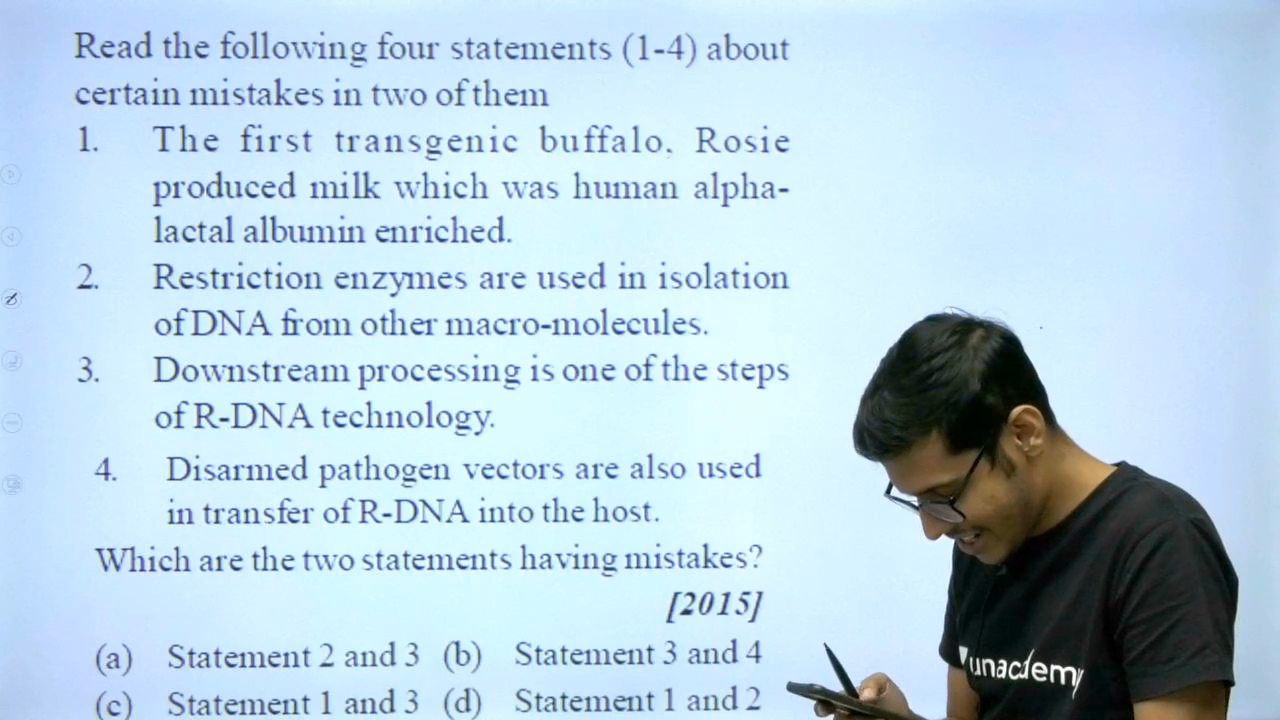 Read the following four statements (1-4) about
certain mistakes in two of them
1. The first transgenic buffalo, Rosie
produced milk which was human alpha-
lactal albumin enriched.
2. Restriction enzymes are used in isolation
of DNA from other macro-molecules.
3. Downstream processing is one of the steps
of R-DNA technology.
4. Disarmed pathogen vectors are also used
in transfer of R-DNA into the host.
Which are the two statements having mistakes?
[2015]
(a) Statement 2 and 3 (b) Statement 3 and 4
(c) Statement 1 and 3 (d) Statement 1 and 2
unacademy